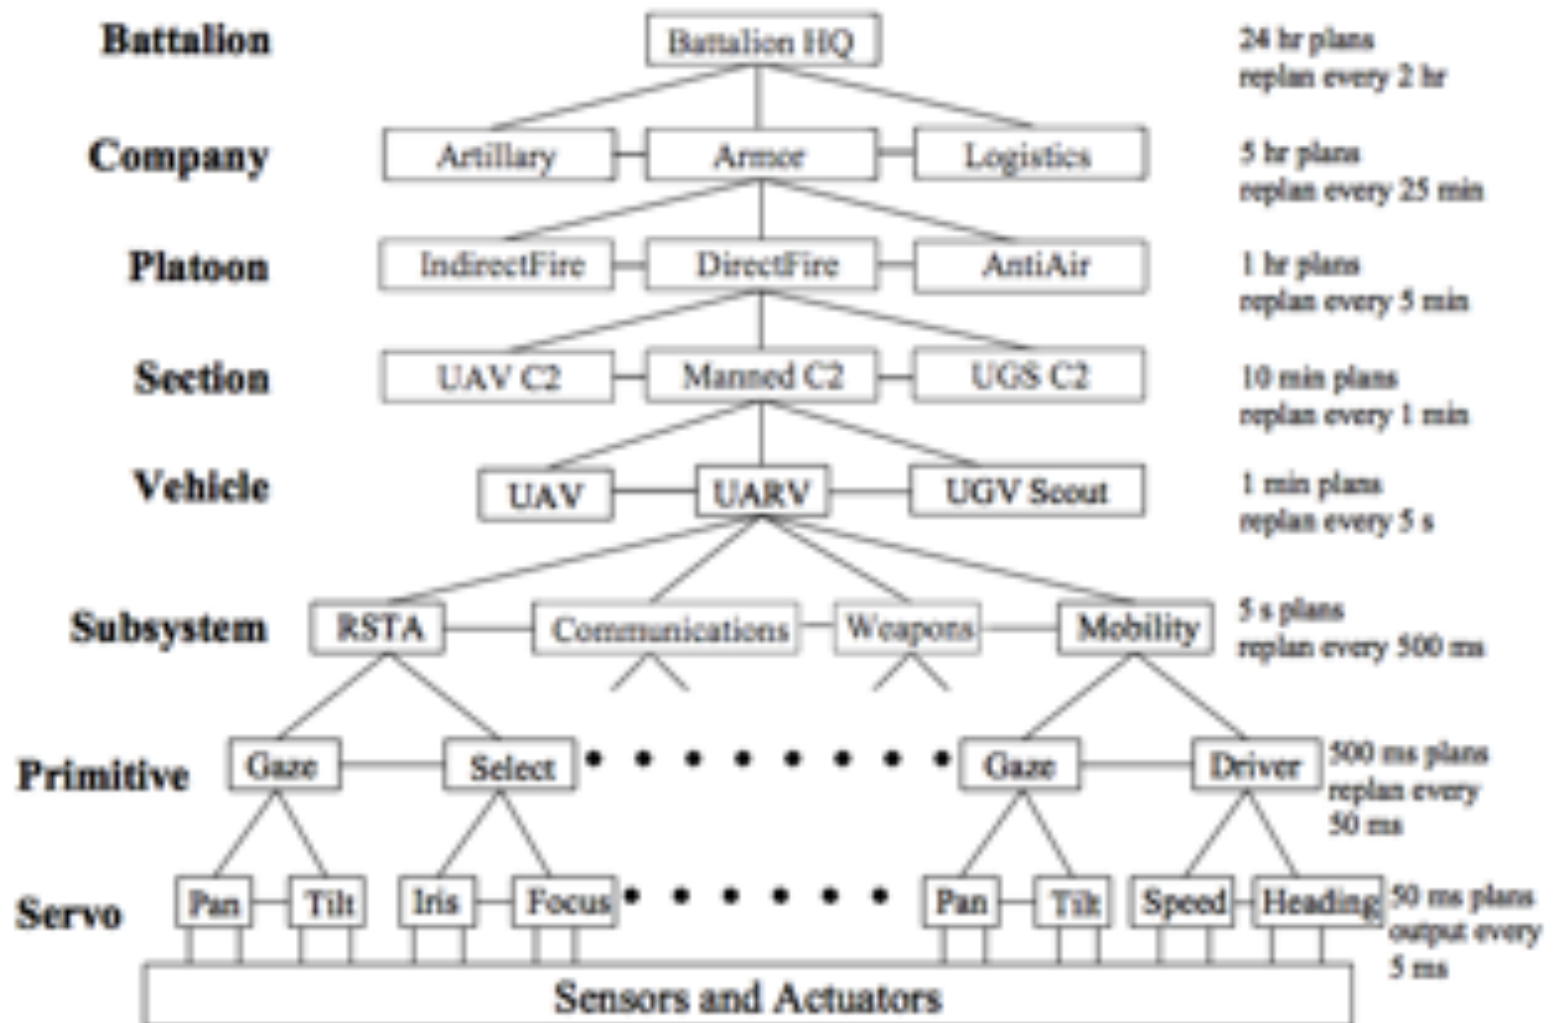 Battalion
Battalion HQ
24 hr plans
replan every 2 hr
Company
Artillary
Armor
Logistics
5 hr plans
replan every 25 min
Platoon
IndirectFire
DirectFire
AntiAir
1 hr plans
replan every 5 min
Section
UAV C2
Manned C2
UGS C2
10 min plans
replan every 1 min
Vehicle
UAV
UARV
UGV Scout
1 min plans
replan every 5 s
Subsystem
RSTA
Communications
Weapons
Mobility
5 s plans
replan every 500 ms
Primitive
Gaze
Select
Gaze
Driver
500 ms plans
replan every
50 ms
Servo
Pan
Tilt
Iris
Focus
Pan
Tilt
Speed
Heading
50 ms plans
output every
5 ms
Sensors and Actuators